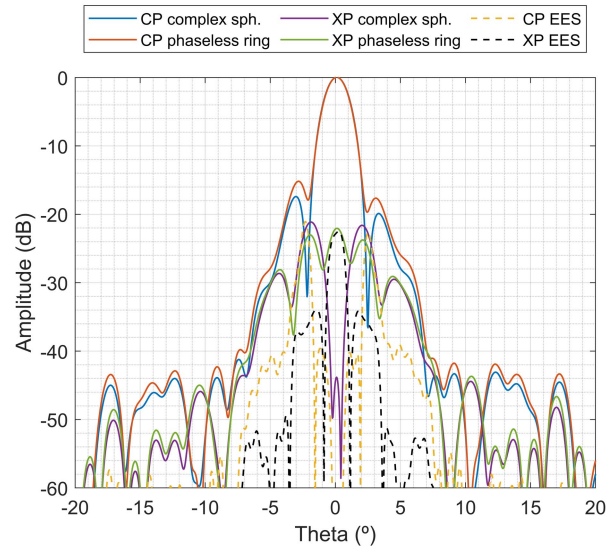 CP complex sph. XP complex sph. CP EES
CP phaseless ring XP phaseless ring XP EES
0
-10
-20
-30
-40
-50
-60
Amplitude (dB)
-20 -15 -10 -5 0 5 10 15 20
Theta (º)